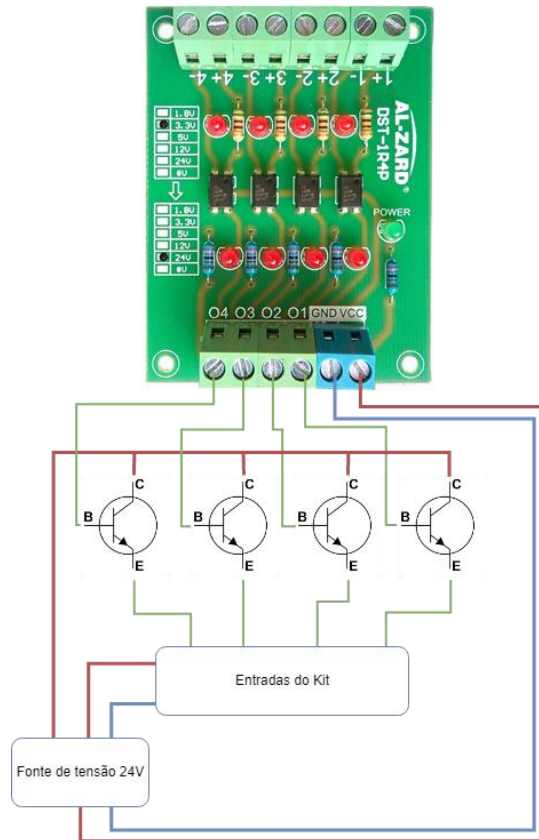 4- 4+ 3- 3+ 2- 2+ 1- 1+
AL-ZARD®
DST-1R4P
1.8V
3.3V
5V
12V
24V
0V
1.8V
3.3V
5V
12V
24V
0V
POWER
O4 O3 O2 O1 GND VCC
C C C C
B B B B
E E E E
Entradas do Kit
Fonte de tensão 24V